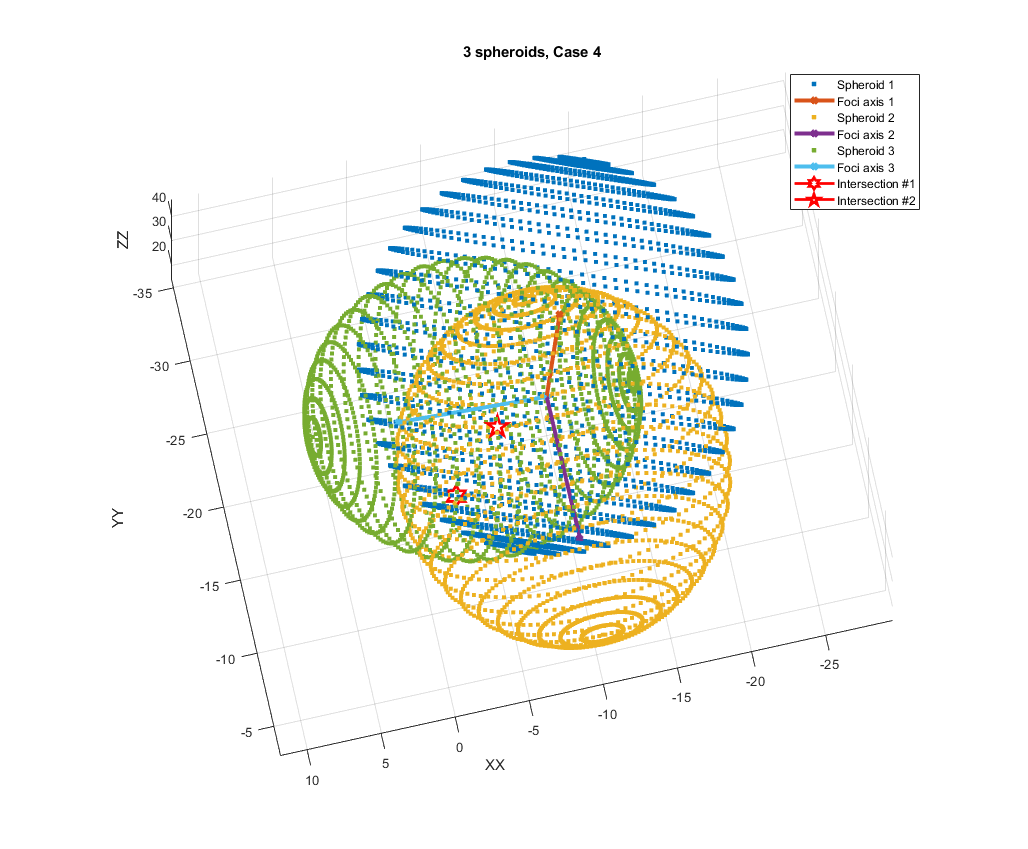 3 spheroids, Case 4
Spheroid 1
Foci axis 1
Spheroid 2
Foci axis 2
Spheroid 3
Foci axis 3
Intersection #1
Intersection #2
ZZ
40
30
20
YY
-35
-30
-25
-20
-15
-10
-5
10
5
0
-5
-10
-15
-20
-25
XX